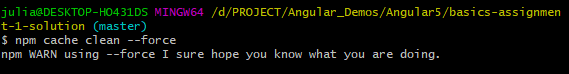 julia@DESKTOP-HO431DS MINGW64 /d/PROJECT/Angular_Demos/Angular5/basics-assignmen
t-1-solution (master)
$ npm cache clean --force
npm WARN using --force I sure hope you know what you are doing.